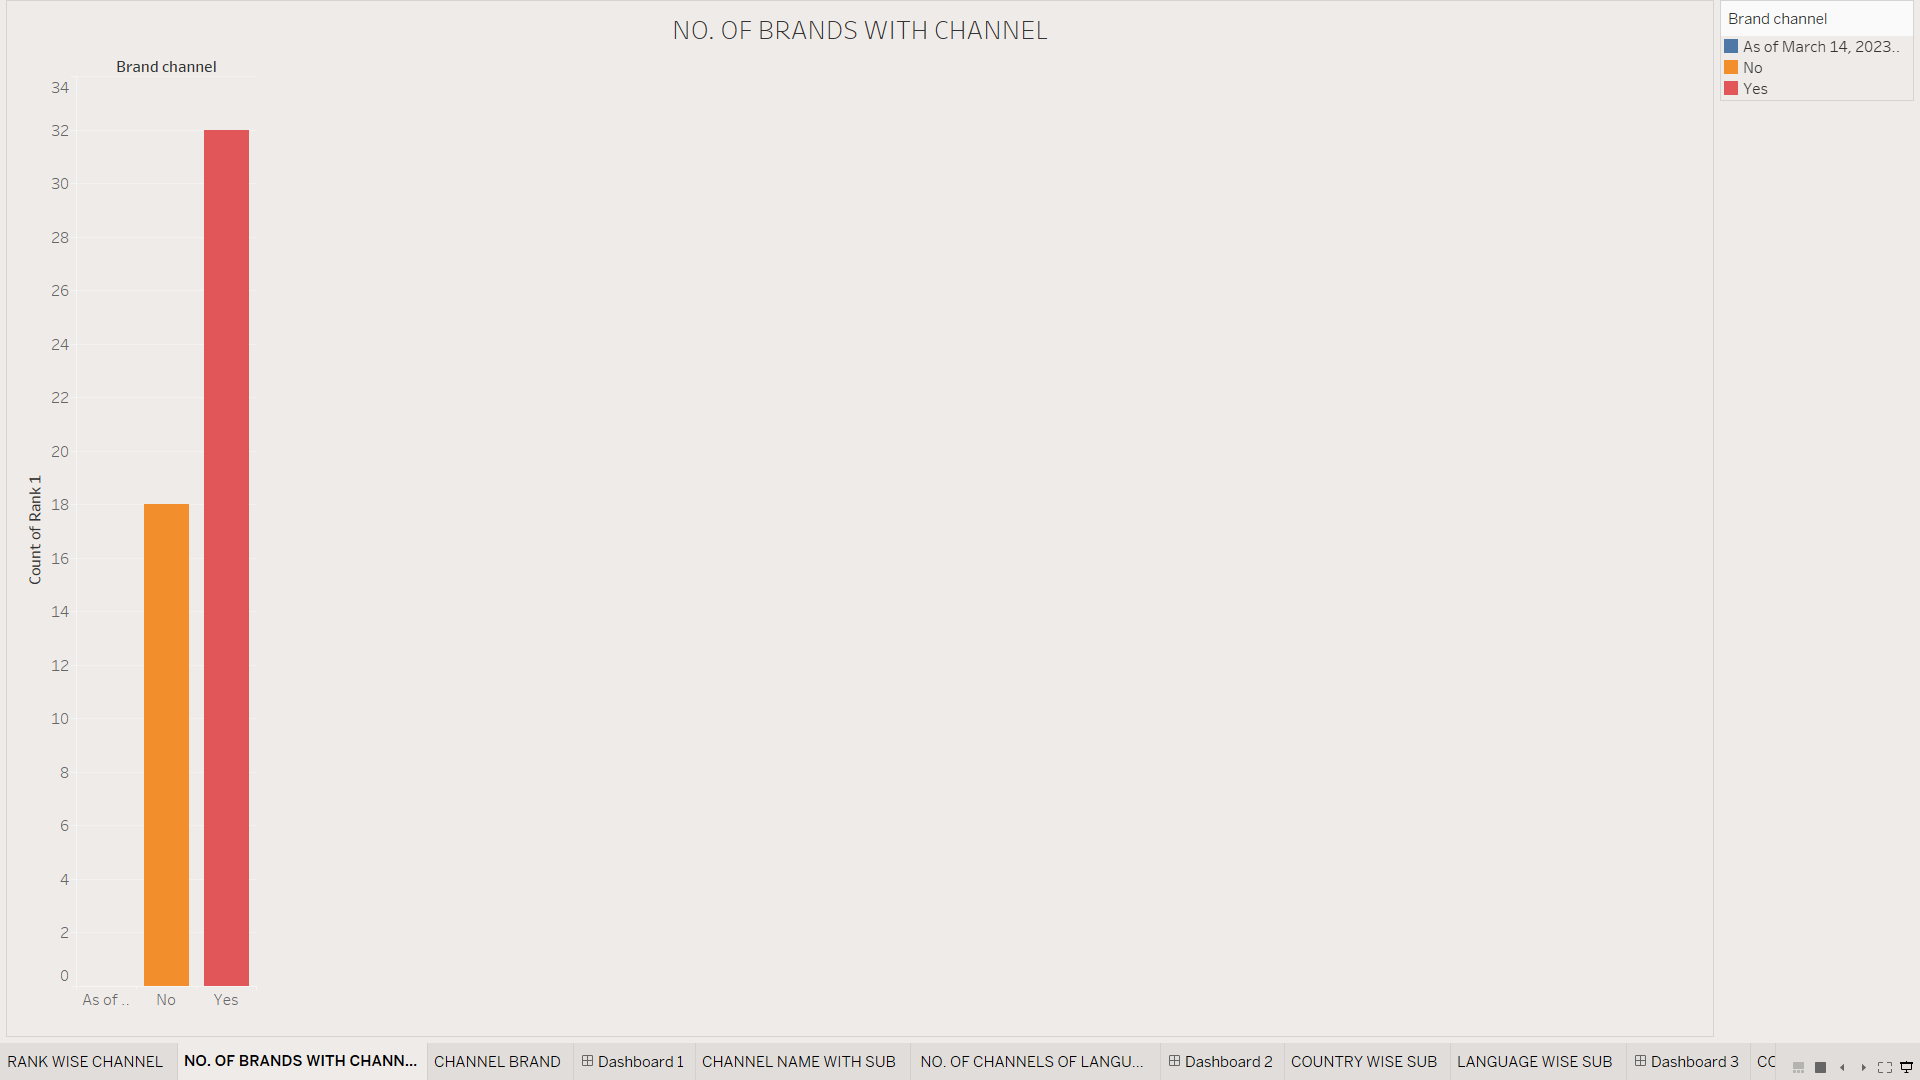 NO. OF BRANDS WITH CHANNEL
Brand channel
34
32
30
28
26
24
22
20
18
16
14
12
10
8
6
4
2
0
Count of Rank 1
As of ..
No
Yes
Brand channel
As of March 14, 2023..
No
Yes
RANK WISE CHANNEL
NO. OF BRANDS WITH CHANN...
CHANNEL BRAND
Dashboard 1
CHANNEL NAME WITH SUB
NO. OF CHANNELS OF LANGU...
Dashboard 2
COUNTRY WISE SUB
LANGUAGE WISE SUB
Dashboard 3
CC